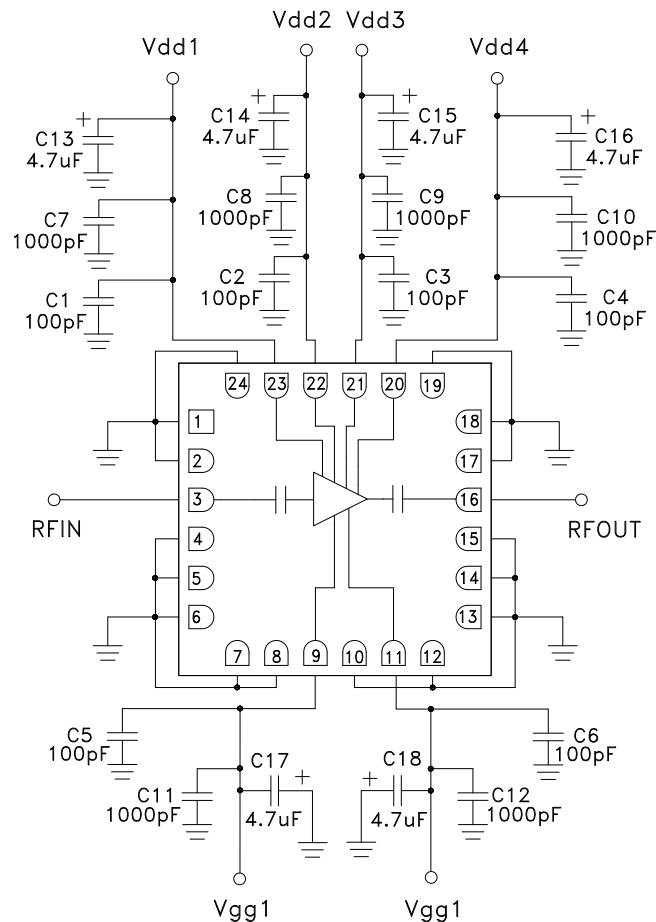 Vdd1
Vdd2
Vdd3
Vdd4
+
C13
4.7uF
+
C14
4.7uF
+
C15
4.7uF
+
C16
4.7uF
C7
1000pF
C8
1000pF
C9
1000pF
C10
1000pF
C1
100pF
C2
100pF
C3
100pF
C4
100pF
24
23
22
21
20
19
1
18
2
17
3
16
RFIN
RFOUT
4
15
5
14
6
13
7
8
9
10
11
12
C5
100pF
C6
100pF
C11
1000pF
C17
+
4.7uF
+
C18
4.7uF
C12
1000pF
Vgg1
Vgg1